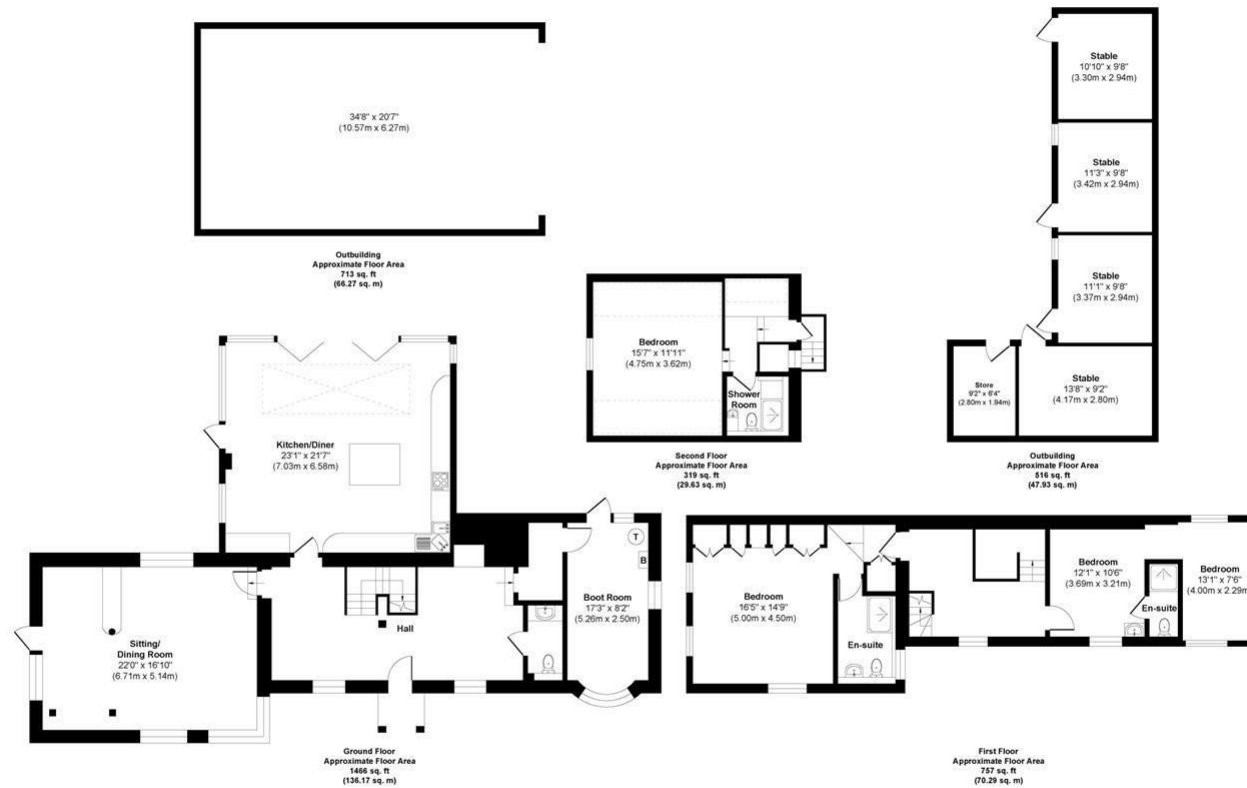 34'8" x 20'7"
(10.57m x 6.27m)
Outbuilding
Approximate Floor Area
713 sq. ft
(66.27 sq. m)
Stable
10'10" x 9'8"
(3.30m x 2.94m)
Stable
11'3" x 9'8"
(3.42m x 2.94m)
Stable
11'1" x 9'8"
(3.37m x 2.94m)
Store
9'2" x 6'4"
(2.80m x 1.94m)
Stable
13'8" x 9'2"
(4.17m x 2.80m)
Outbuilding
Approximate Floor Area
516 sq. ft
(47.93 sq. m)
Bedroom
15'7" x 11'11"
(4.75m x 3.62m)
Shower
Room
Second Floor
Approximate Floor Area
319 sq. ft
(29.63 sq. m)
Kitchen/Diner
23'1" x 21'7"
(7.03m x 6.58m)
Sitting/
Dining Room
22'0" x 16'10"
(6.71m x 5.14m)
Hall
T
B
Boot Room
17'3" x 8'2"
(5.26m x 2.50m)
Ground Floor
Approximate Floor Area
1466 sq. ft
(136.17 sq. m)
Bedroom
16'5" x 14'9"
(5.00m x 4.50m)
En-suite
Bedroom
12'1" x 10'6"
(3.69m x 3.21m)
En-suite
Bedroom
13'1" x 7'6"
(4.00m x 2.29m)
First Floor
Approximate Floor Area
757 sq. ft
(70.29 sq. m)